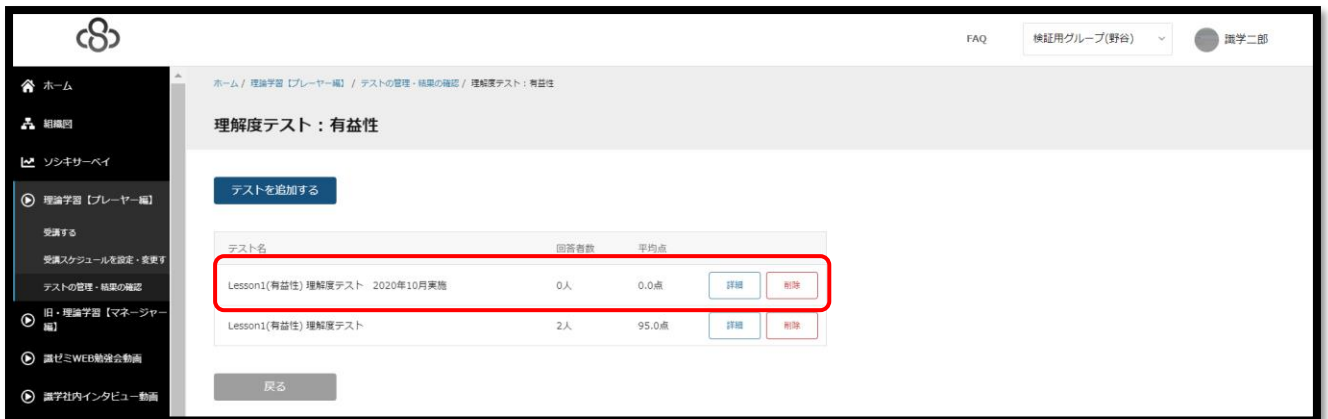 FAQ
検証用グループ(野谷)
識学二郎
ホーム
組織図
ソシキサーベイ
理論学習【プレーヤー編】
受講する
受講スケジュールを設定・変更す
テストの管理・結果の確認
旧・理論学習【マネージャー
編】
識ゼミWEB勉強会動画
識学社内インタビュー動画
ホーム / 理論学習【プレーヤー編】 / テストの管理・結果の確認 / 理解度テスト：有益性
理解度テスト：有益性
テストを追加する
テスト名 回答者数 平均点
Lesson1(有益性) 理解度テスト 2020年10月実施 0人 0.0点 詳細 削除
Lesson1(有益性) 理解度テスト 2人 95.0点 詳細 削除
戻る